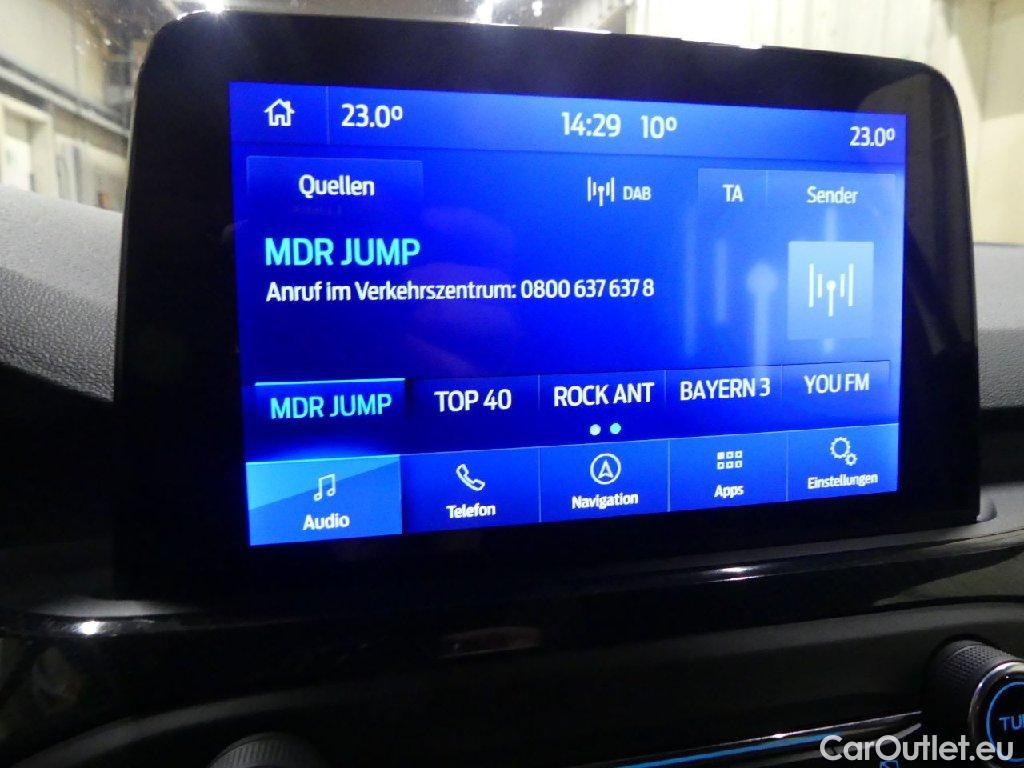 23.0° 14:29 10° 23.0°
Quellen DAB TA Sender
MDR JUMP
Anruf im Verkehrszentrum: 0800 637 637 8
MDR JUMP TOP 40 ROCK ANT BAYERN 3 YOU FM
Audio Telefon Navigation Apps Einstellungen
CarOutlet.eu